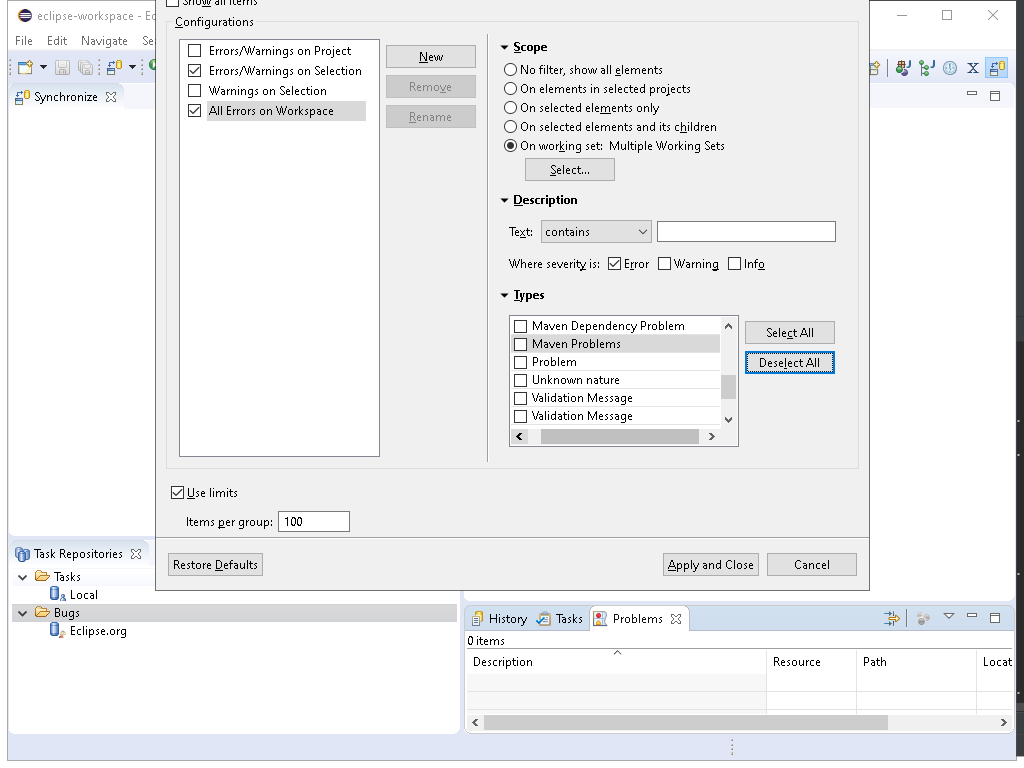 eclipse-workspace - Ec
Show all items
File Edit Navigate Se
Configurations
Synchronize
Errors/Warnings on Project
Errors/Warnings on Selection
Warnings on Selection
All Errors on Workspace
New
Remove
Rename
Scope
No filter, show all elements
On elements in selected projects
On selected elements only
On selected elements and its children
On working set: Multiple Working Sets
Select...
Description
Text: contains
Where severity is: Error Warning Info
Types
Maven Dependency Problem
Maven Problems
Problem
Unknown nature
Validation Message
Validation Message
Select All
Deselect All
Use limits
Items per group: 100
Restore Defaults Apply and Close Cancel
Task Repositories
Tasks
Local
Bugs
Eclipse.org
History Tasks Problems
0 items
Description Resource Path Locat